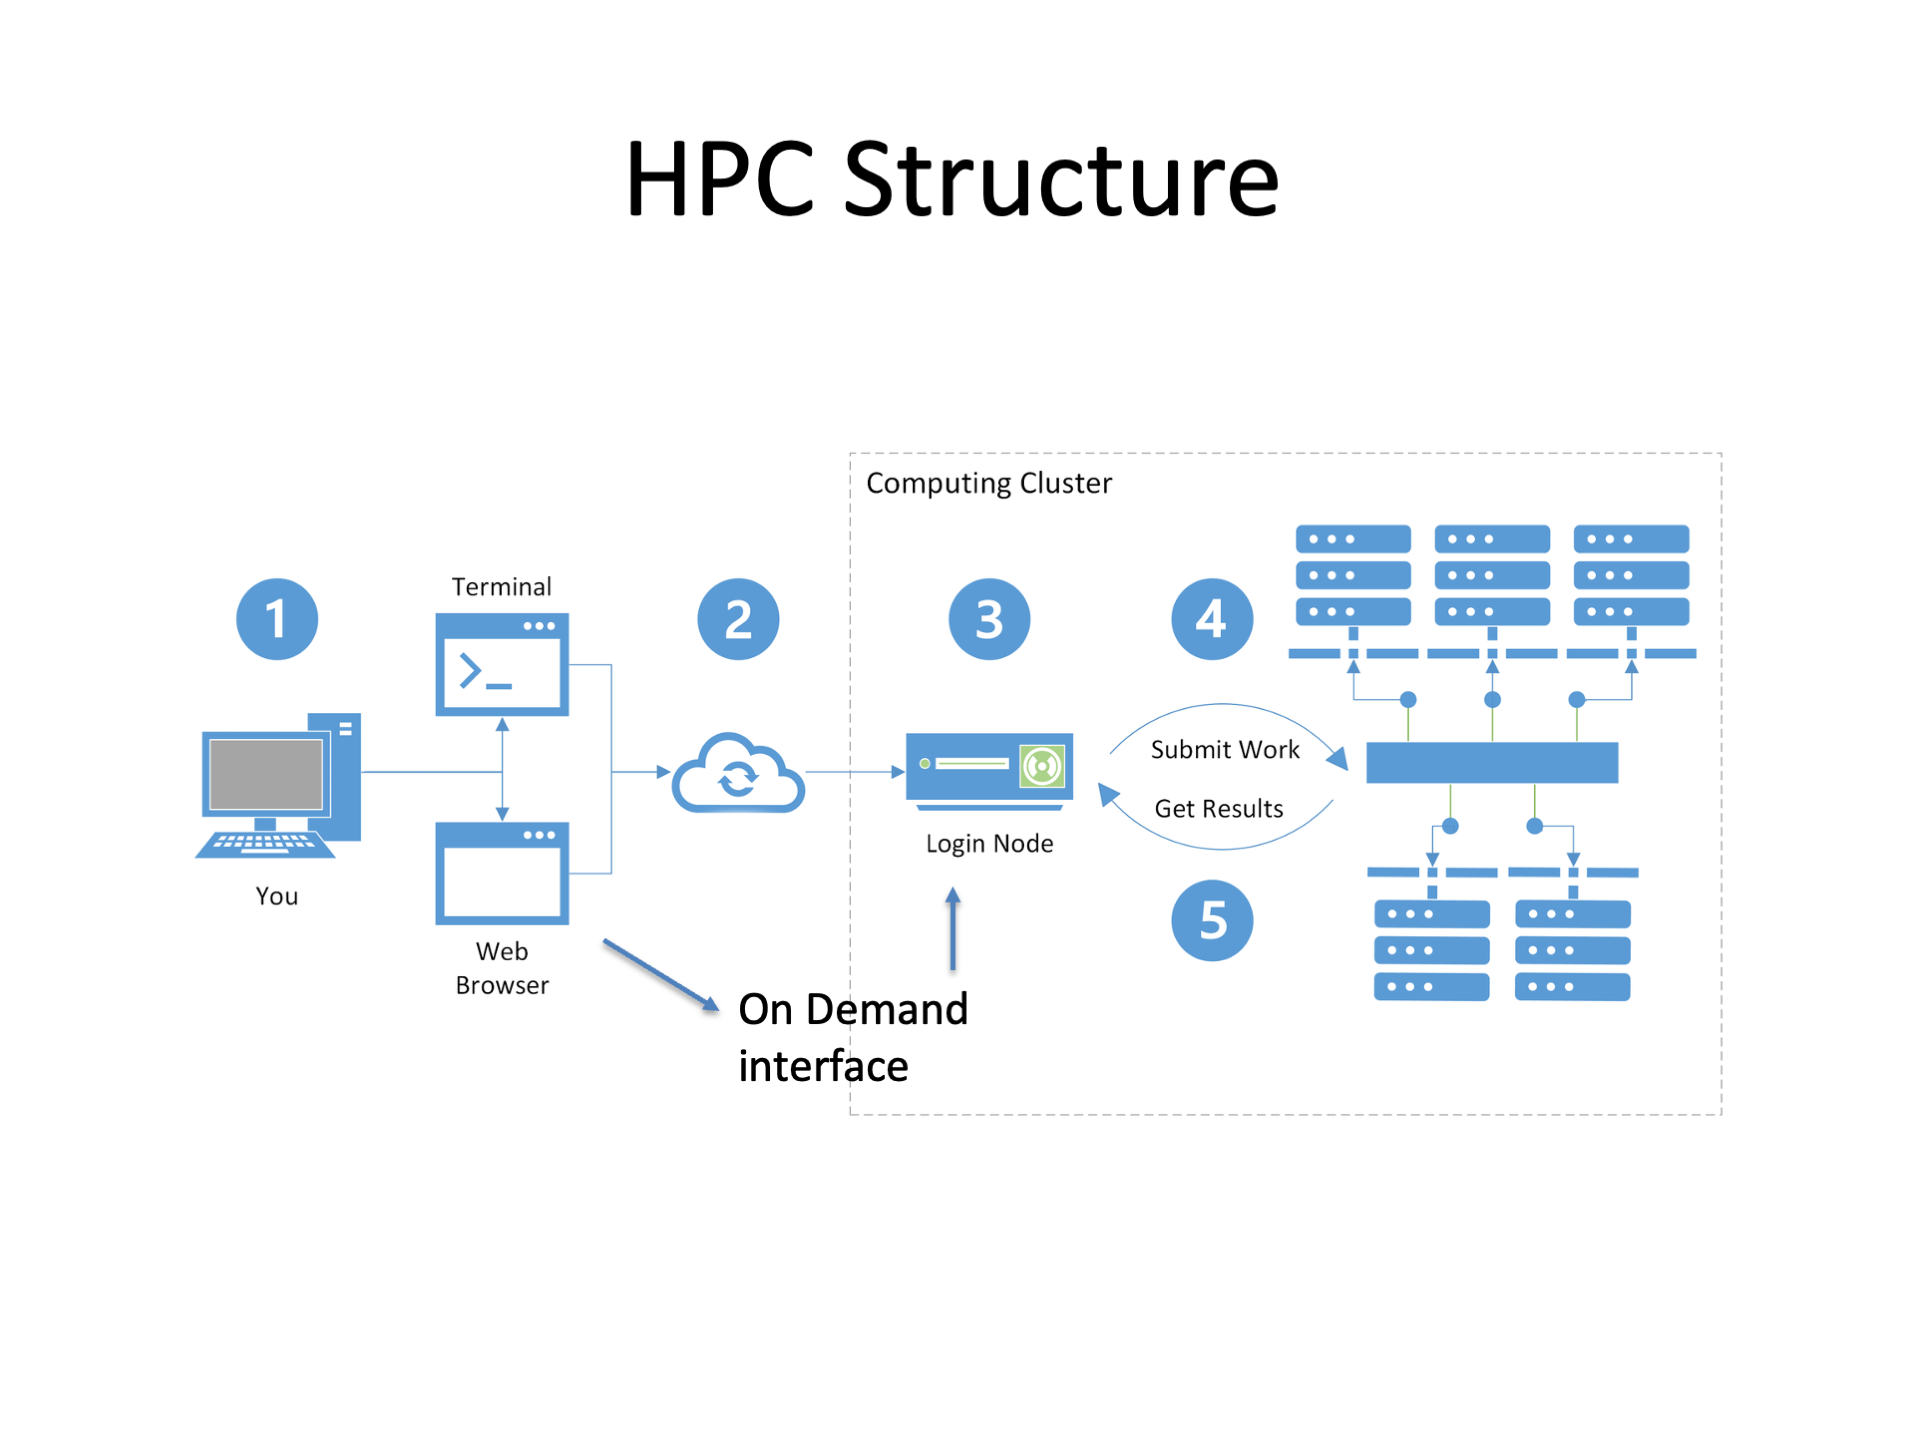 HPC Structure
Computing Cluster
1
Terminal
>_
2
3
4
Submit Work
Get Results
Login Node
You
5
Web
Browser
On Demand
interface